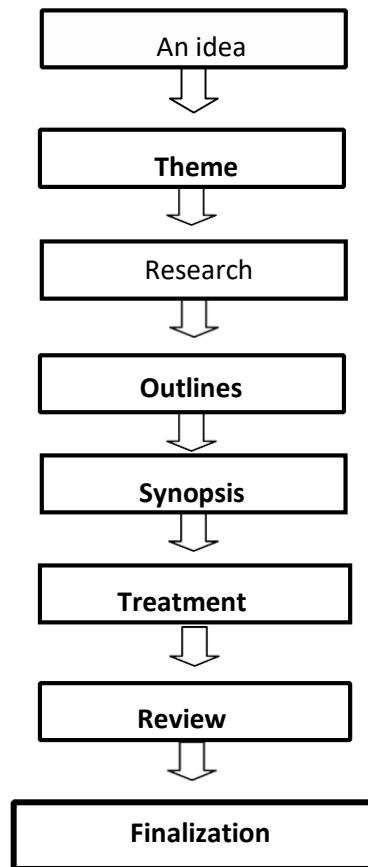 An idea
Theme
Research
Outlines
Synopsis
Treatment
Review
Finalization